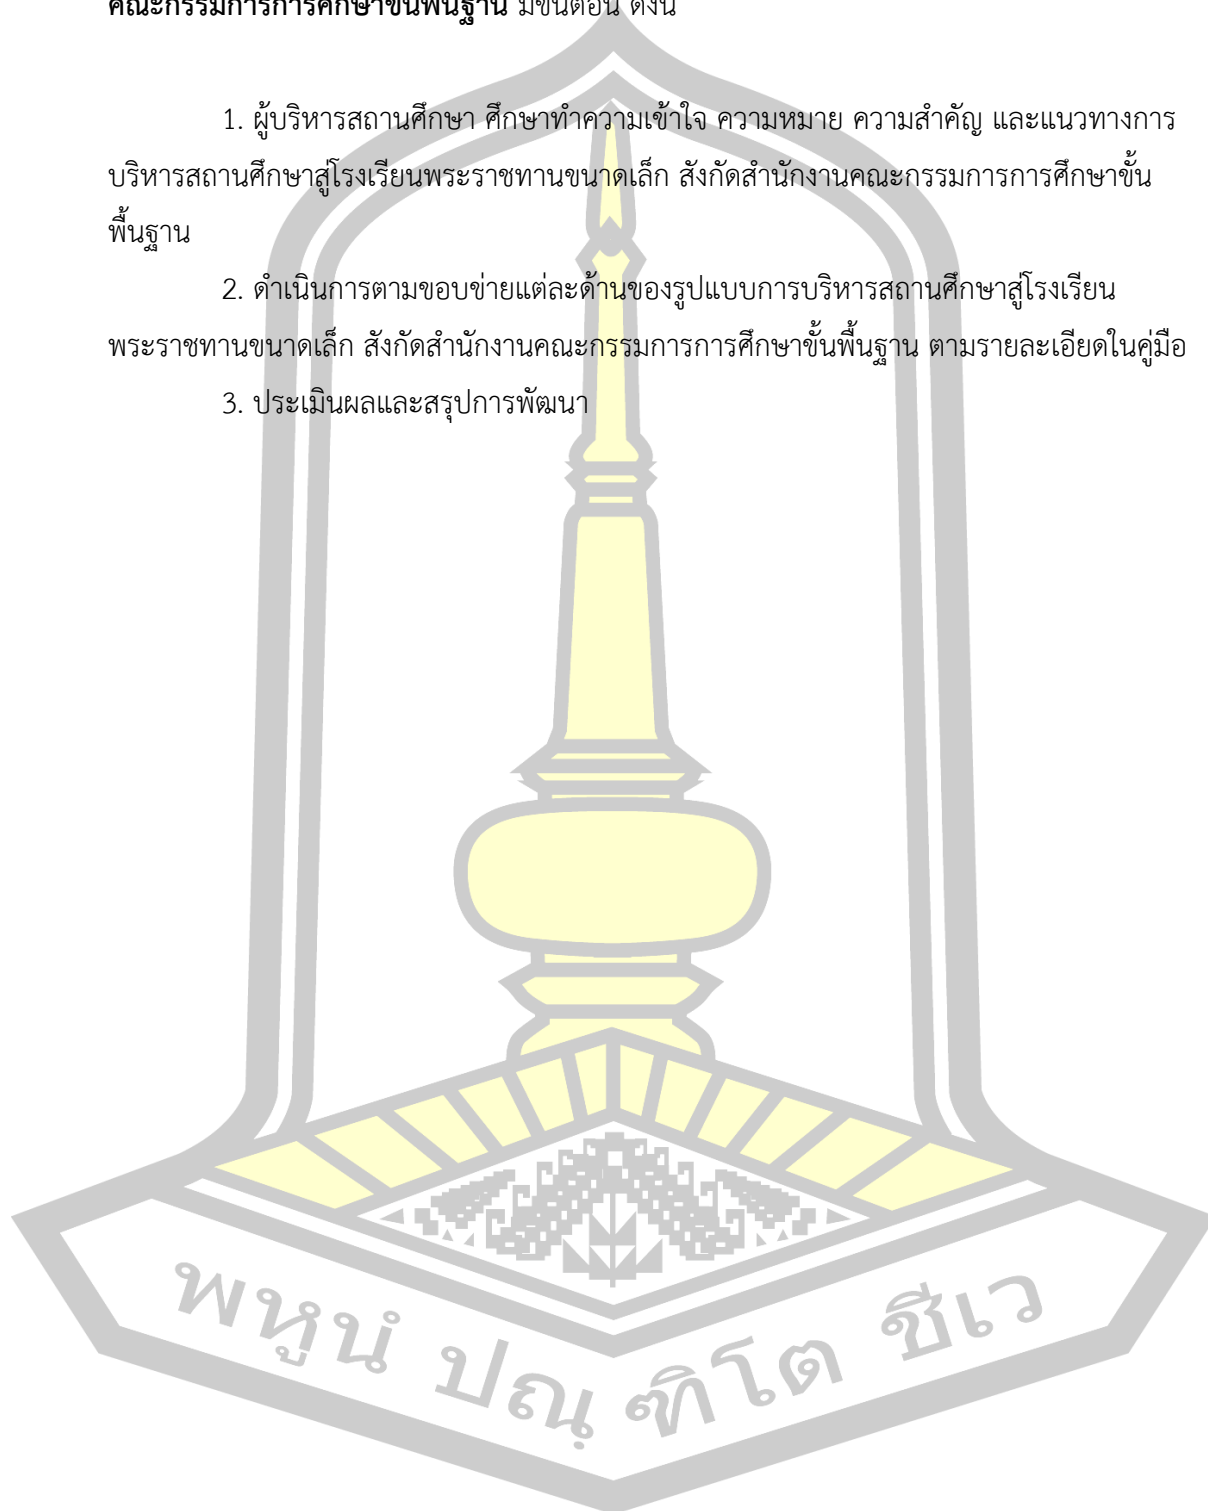 คณะกรรมการการศึกษาขั้นพื้นฐาน มีขั้นตอน ดังนี้
1. ผู้บริหารสถานศึกษา ศึกษาทำความเข้าใจ ความหมาย ความสำคัญ และแนวทางการ
บริหารสถานศึกษาสู่โรงเรียนพระราชทานขนาดเล็ก สังกัดสำนักงานคณะกรรมการการศึกษาขั้น
พื้นฐาน
2. ดำเนินการตามขอบข่ายแต่ละด้านของรูปแบบการบริหารสถานศึกษาสู่โรงเรียน
พระราชทานขนาดเล็ก สังกัดสำนักงานคณะกรรมการการศึกษาขั้นพื้นฐาน ตามรายละเอียดในคู่มือ
3. ประเมินผลและสรุปการพัฒนา
พหูนํ ปณฺฑิโต ชีเว